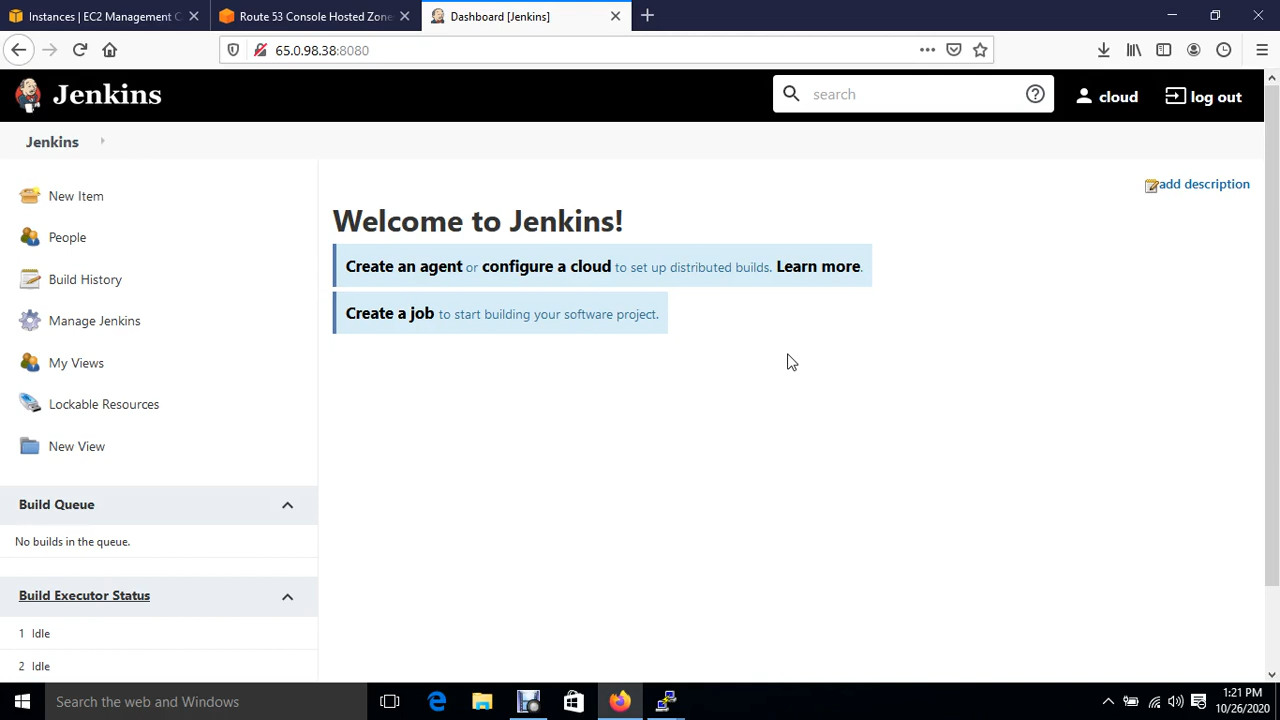 Instances | EC2 Management C
Route 53 Console Hosted Zone
Dashboard [Jenkins]
65.0.98.38:8080
Jenkins
search
cloud
log out
Jenkins
add description
New Item
People
Build History
Manage Jenkins
My Views
Lockable Resources
New View
Build Queue
No builds in the queue.
Build Executor Status
1 Idle
2 Idle
Welcome to Jenkins!
Create an agent or configure a cloud to set up distributed builds. Learn more.
Create a job to start building your software project.
Search the web and Windows
1:21 PM
10/26/2020